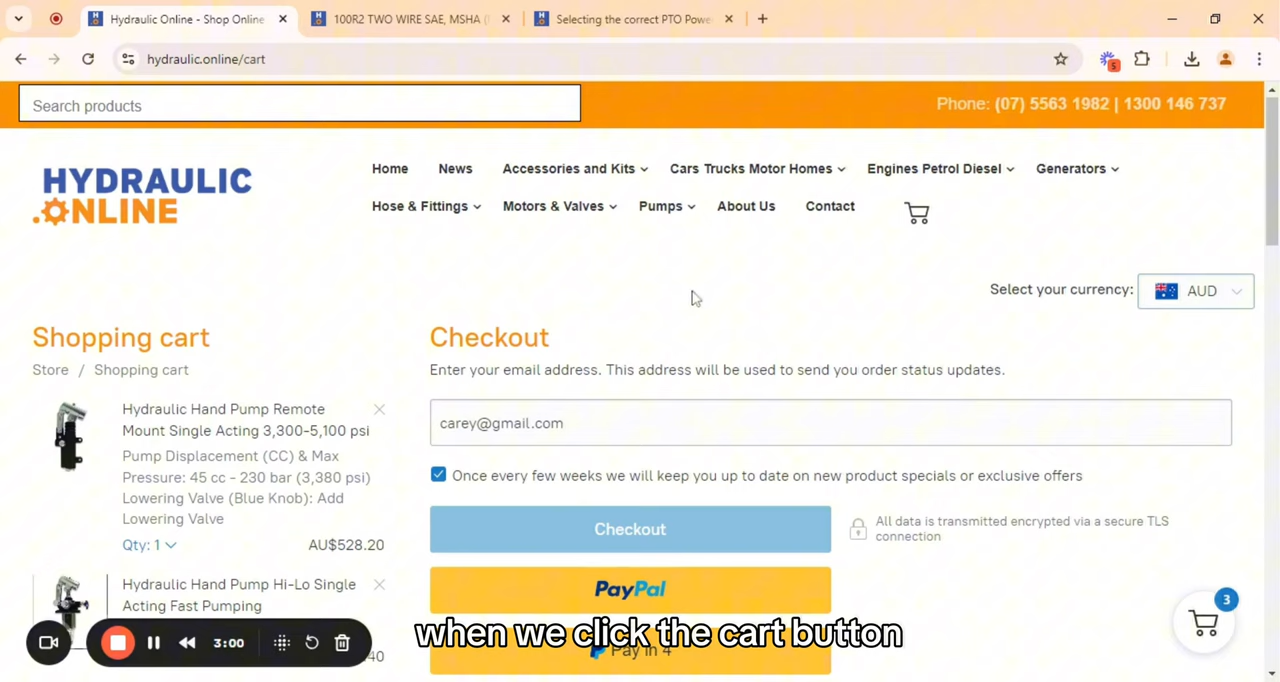 Hydraulic Online - Shop Online
100R2 TWO WIRE SAE, MSHA (
Selecting the correct PTO Powe
hydraulic.online/cart
5
Search products
Phone: (07) 5563 1982 | 1300 146 737
HYDRAULIC
.ONLINE
Home News Accessories and Kits Cars Trucks Motor Homes Engines Petrol Diesel Generators
Hose & Fittings Motors & Valves Pumps About Us Contact
Select your currency: AUD
Shopping cart
Store / Shopping cart
Hydraulic Hand Pump Remote
Mount Single Acting 3,300-5,100 psi
Pump Displacement (CC) & Max
Pressure: 45 cc - 230 bar (3,380 psi)
Lowering Valve (Blue Knob): Add
Lowering Valve
Qty: 1 AU$528.20
Hydraulic Hand Pump Hi-Lo Single
Acting Fast Pumping
40
Checkout
Enter your email address. This address will be used to send you order status updates.
carey@gmail.com
Once every few weeks we will keep you up to date on new product specials or exclusive offers
Checkout
All data is transmitted encrypted via a secure TLS
connection
PayPal
Pay in 4
3
3:00
when we click the cart button